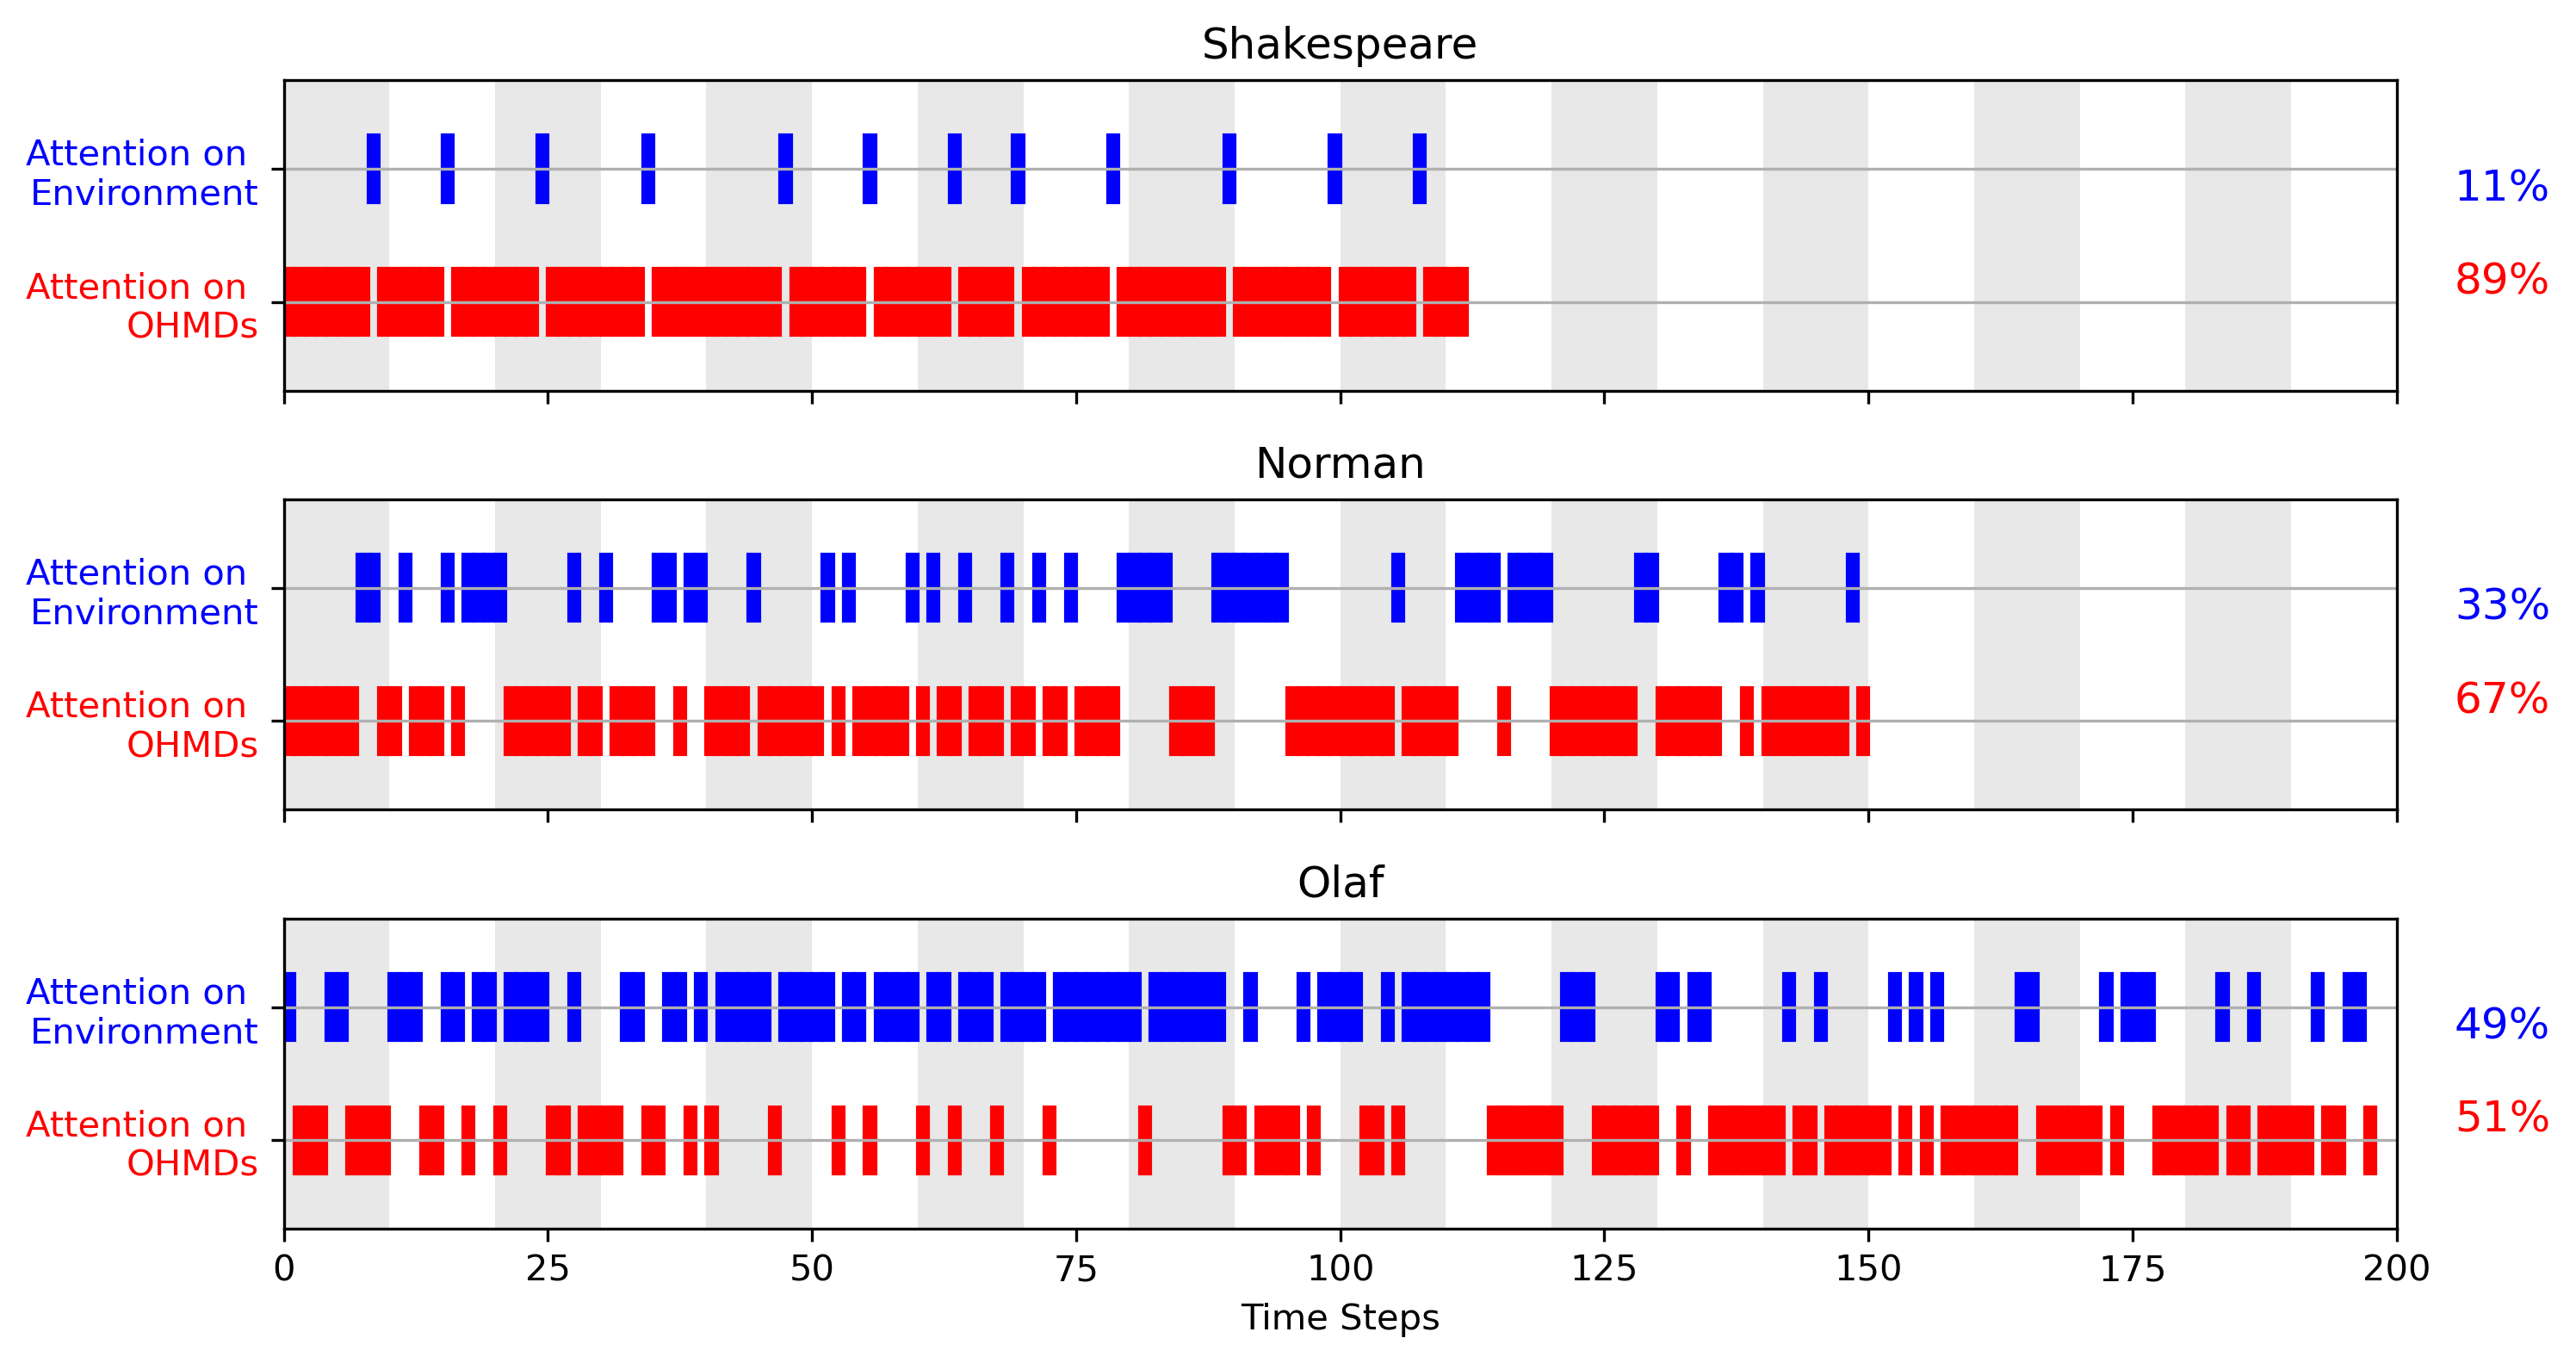 Shakespeare
Attention on
Environment
11%
Attention on
OHMDs
89%
Norman
Attention on
Environment
33%
Attention on
OHMDs
67%
Olaf
Attention on
Environment
49%
Attention on
OHMDs
51%
0 25 50 75 100 125 150 175 200
Time Steps